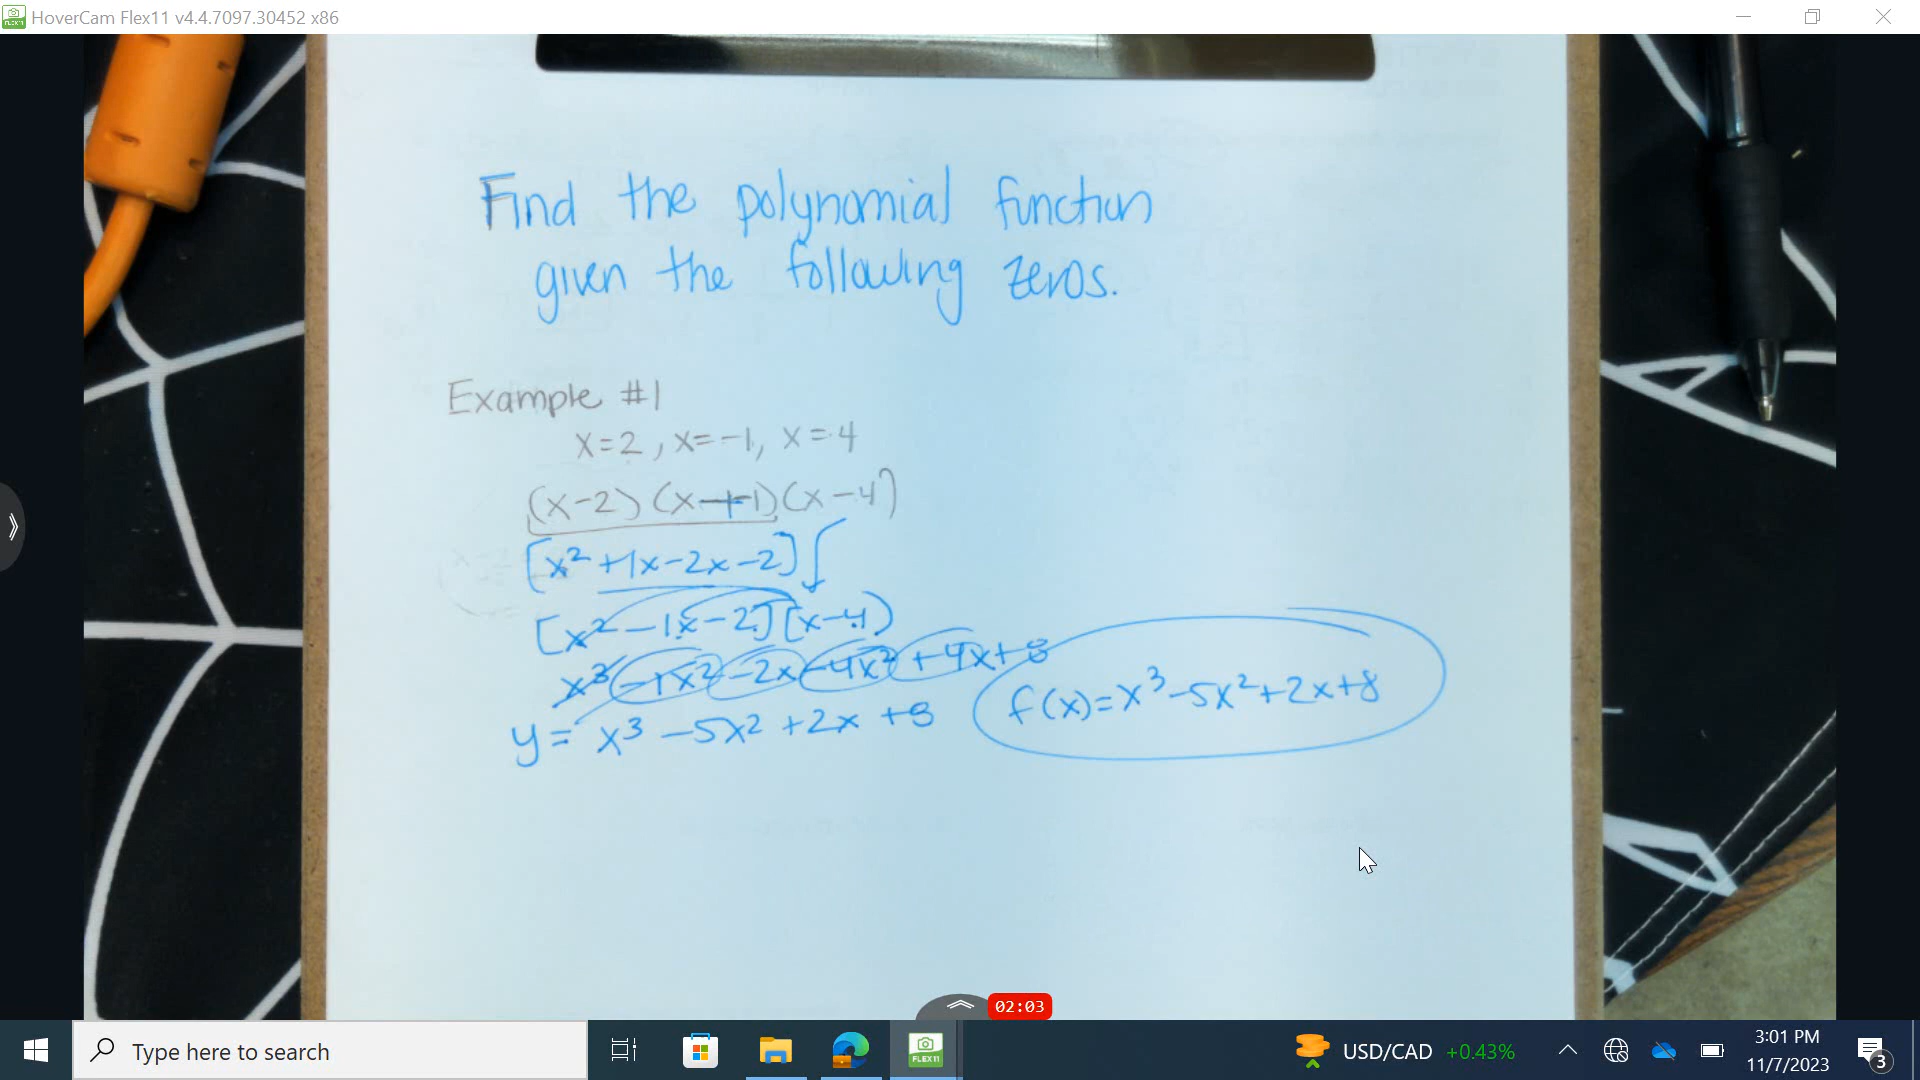 HoverCam Flex11 v4.4.7097.30452 x86
Find the polynomial function
given the following zeros.
Example #1
x=2, x=-1, x=4
(x-2)(x+1)(x-4)
[x²+1x-2x-2]
[x²-1x-2][x-4)
x³-1x²-2x-4x²+4x+8
y= x³-5x²+2x+8
f(x)=x³-5x²+2x+8
02:03
Type here to search
FLEX11
USD/CAD +0.43%
3:01 PM
11/7/2023
3